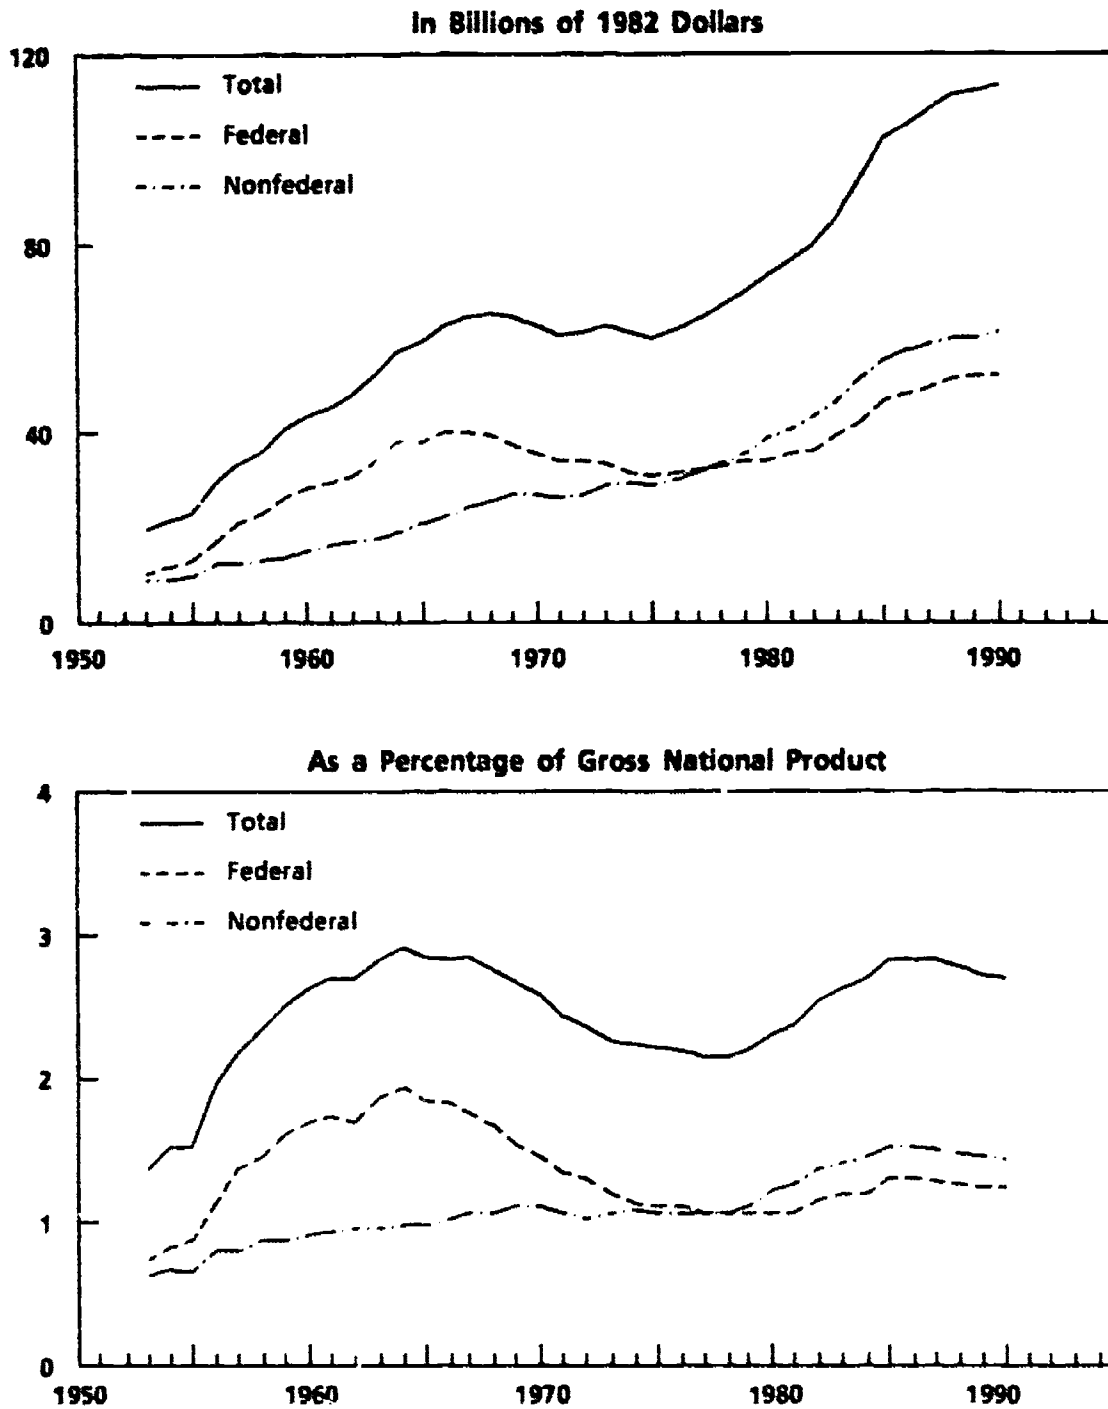 In Billions of 1982 Dollars
120
Total
Federal
Nonfederal
80
40
0
1950 1960 1970 1980 1990
As a Percentage of Gross National Product
4
Total
Federal
Nonfederal
3
2
1
0
1950 1960 1970 1980 1990